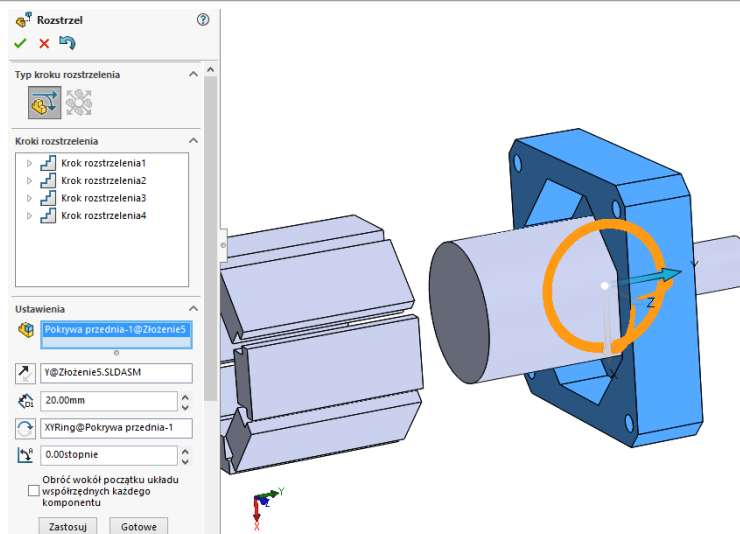 Rozstrzel
Typ kroku rozstrzelenia
Kroki rozstrzelenia
Krok rozstrzelenia1
Krok rozstrzelenia2
Krok rozstrzelenia3
Krok rozstrzelenia4
Ustawienia
Pokrywa przednia-1@Złożenie5
Y@Złożenie5.SLDASM
D1
20.00mm
XYRing@Pokrywa przednia-1
A
0.00stopnie
Obróć wokół początku układu
współrzędnych każdego
komponentu
Zastosuj
Gotowe
Y
Z
X
Y
Z
X